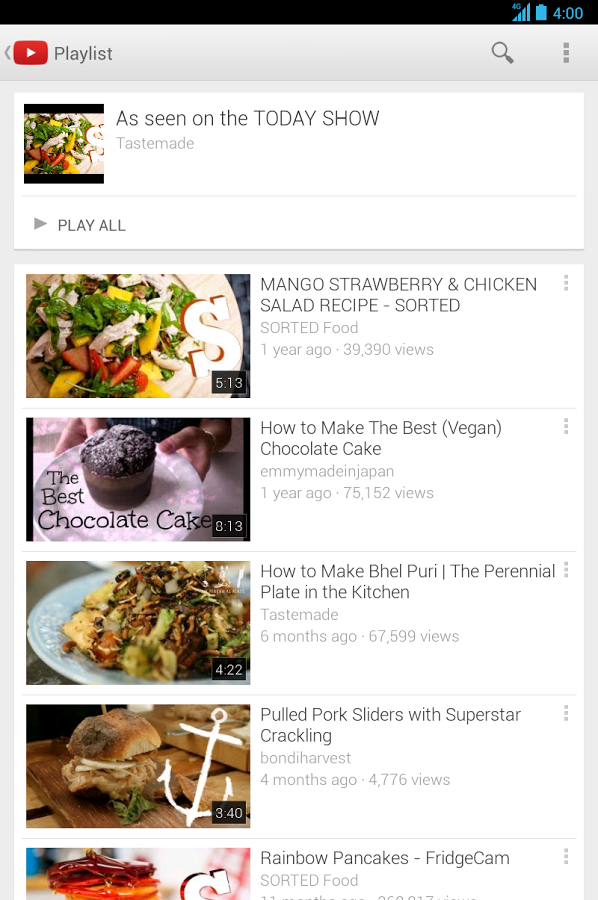 4G 4:00
Playlist
As seen on the TODAY SHOW
Tastemade
PLAY ALL
MANGO STRAWBERRY & CHICKEN
SALAD RECIPE - SORTED
SORTED Food
1 year ago · 39,390 views
S
5:13
How to Make The Best (Vegan)
Chocolate Cake
emmymadeinjapan
1 year ago · 75,152 views
The
Best
Chocolate Cake
8:13
How to Make Bhel Puri | The Perennial
Plate in the Kitchen
Tastemade
6 months ago · 67,599 views
4:22
Pulled Pork Sliders with Superstar
Crackling
bondiharvest
4 months ago · 4,776 views
3:40
Rainbow Pancakes - FridgeCam
SORTED Food